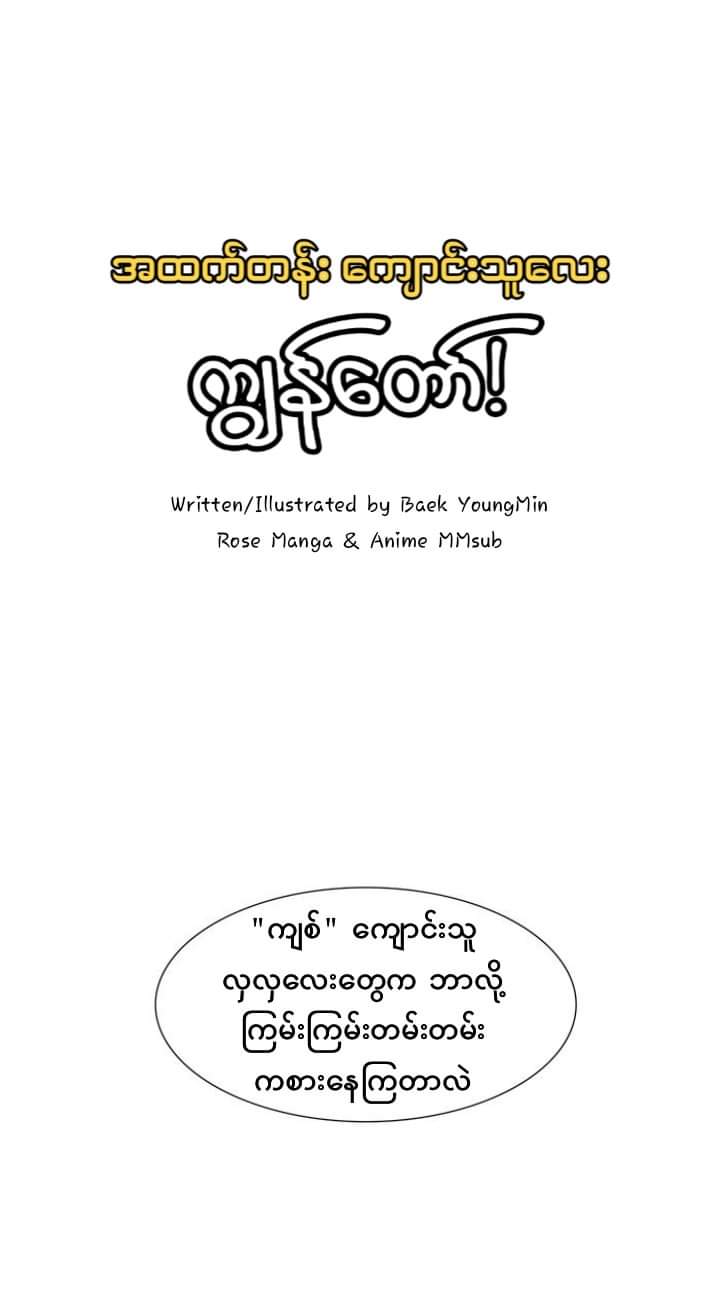 အထက်တန်း ကျောင်းသူလေး
ကျွန်တော်!
Written/Illustrated by Baek YoungMin
Rose Manga & Anime MMsub
"ကျစ်" ကျောင်းသူ
လှလှလေးတွေက ဘာလို့
ကြမ်းကြမ်းတမ်းတမ်း
ကစားနေကြတာလဲ